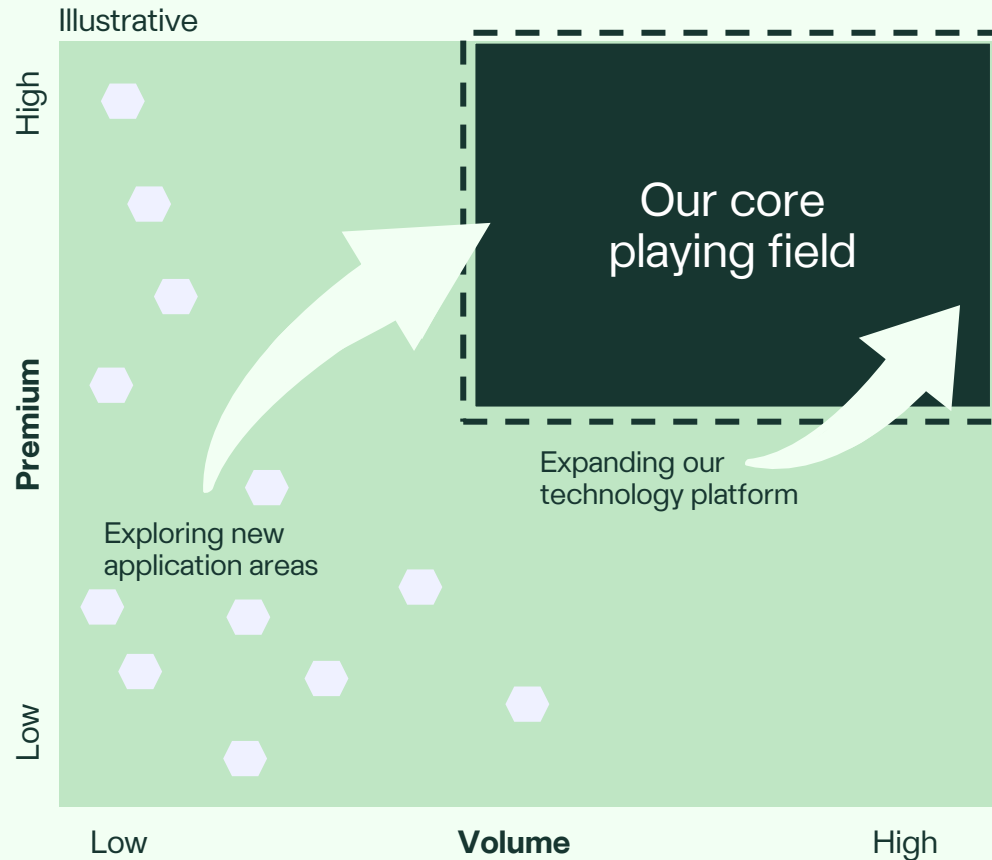 Illustrative
High
Our core
playing field
Premium
Expanding our
technology platform
Exploring new
application areas
Low
Low
Volume
High